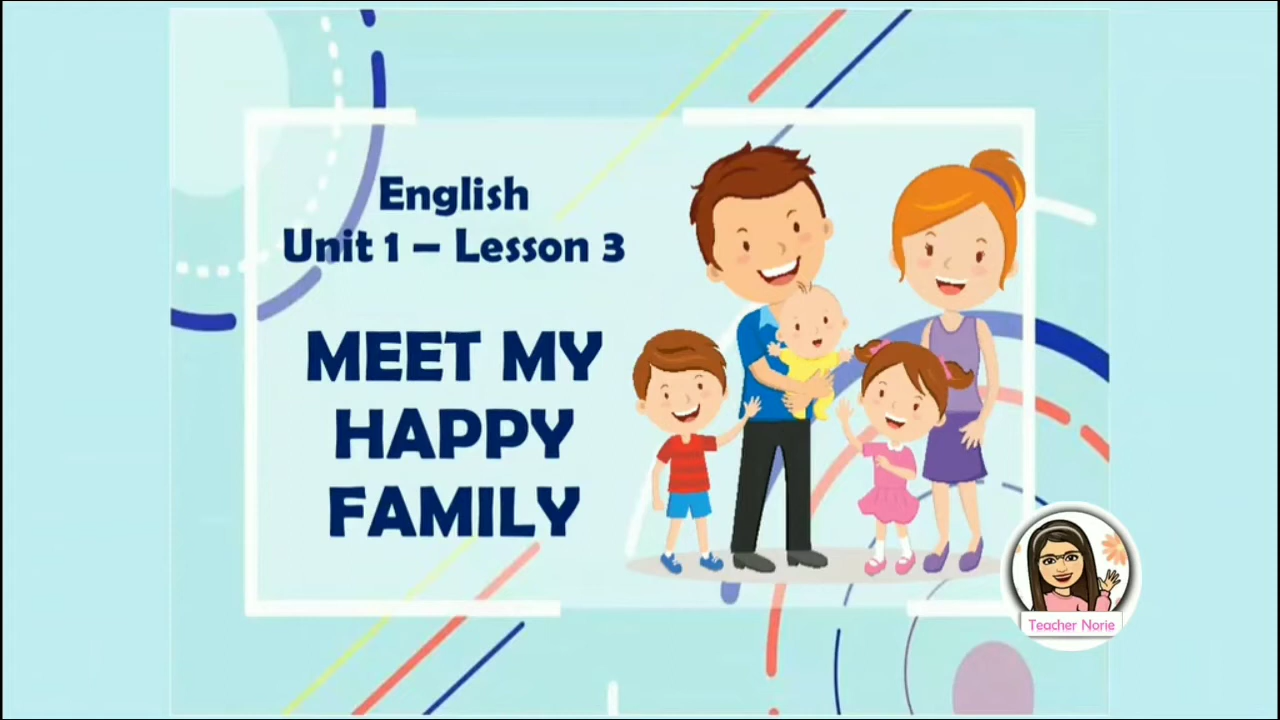 English
Unit 1 – Lesson 3
MEET MY
HAPPY
FAMILY
Teacher Norie